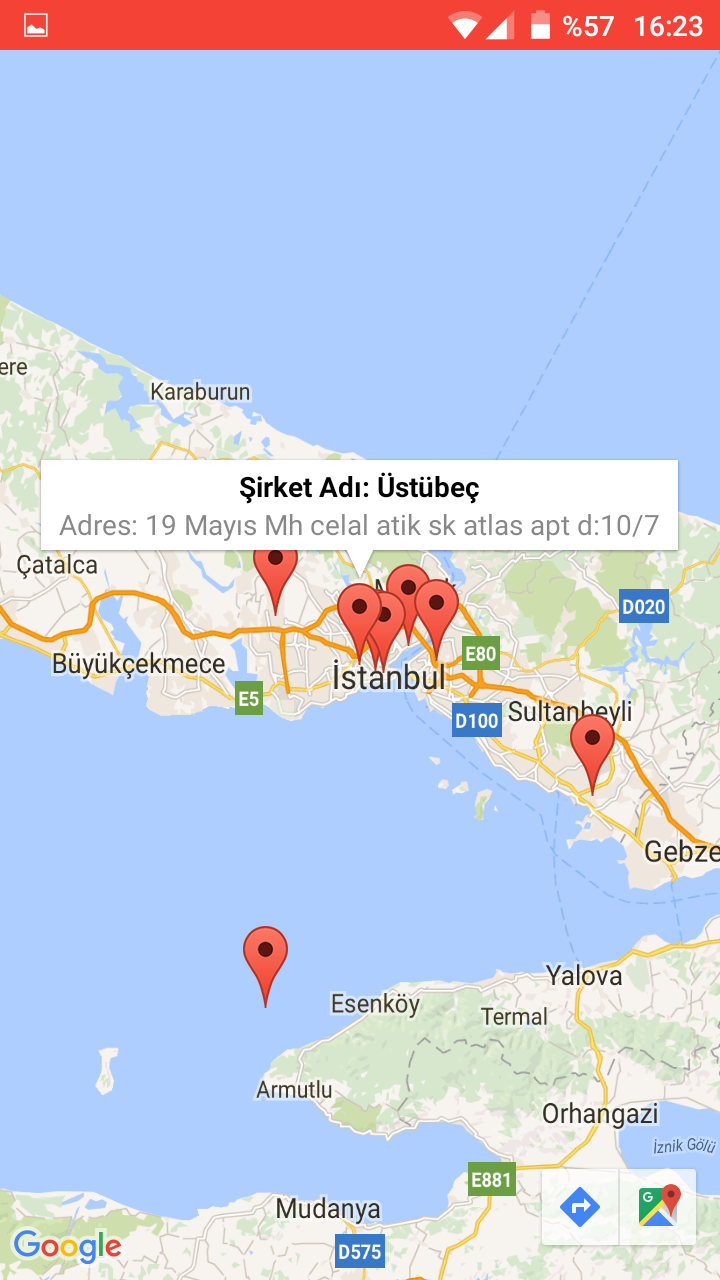 %57 16:23
ere
Karaburun
Şirket Adı: Üstübeç
Adres: 19 Mayıs Mh celal atik sk atlas apt d:10/7
Çatalca
D020
Büyükçekmece
E80
İstanbul
E5
D100
Sultanbeyli
Gebze
Yalova
Esenköy
Termal
Armutlu
Orhangazi
İznik Gölü
E881
Mudanya
G
Google
D575